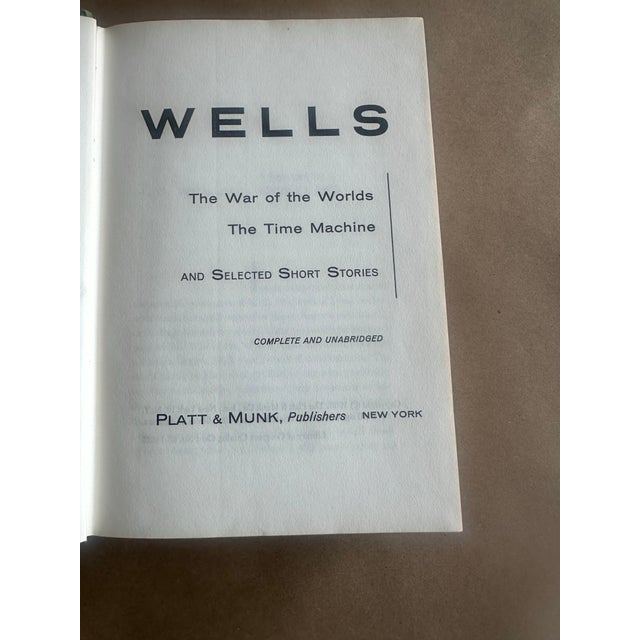 WELLS
The War of the Worlds
The Time Machine
AND SELECTED SHORT STORIES
COMPLETE AND UNABRIDGED
PLATT & MUNK, Publishers NEW YORK